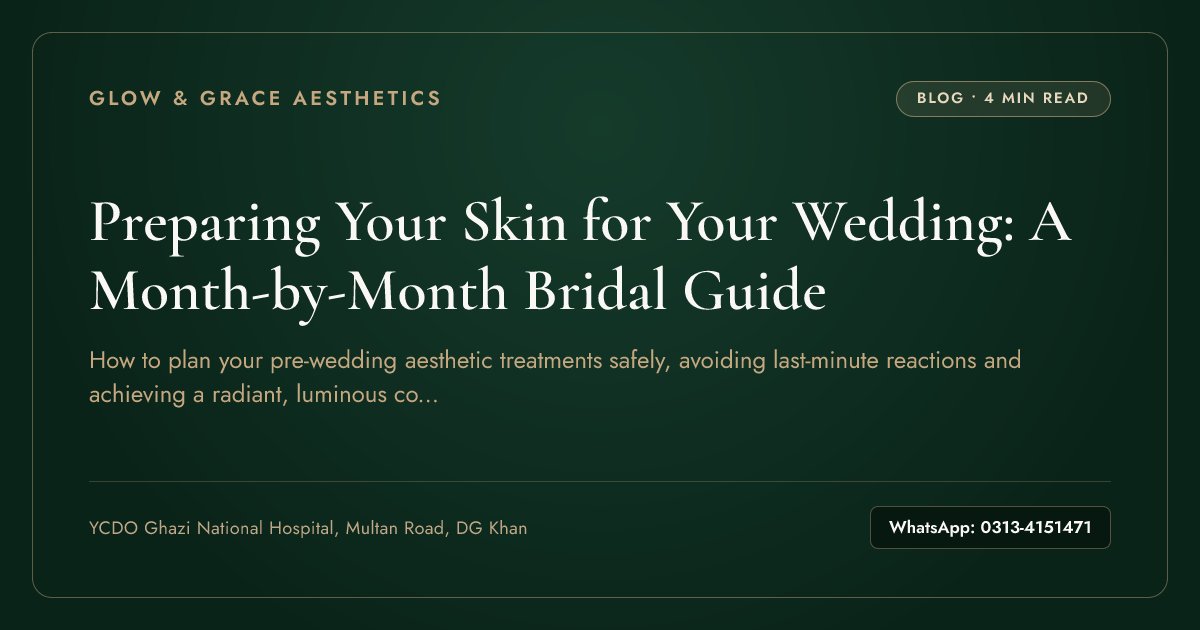 GLOW & GRACE AESTHETICS
BLOG · 4 MIN READ
Preparing Your Skin for Your Wedding: A
Month-by-Month Bridal Guide
How to plan your pre-wedding aesthetic treatments safely, avoiding last-minute reactions and
achieving a radiant, luminous co...
YCDO Ghazi National Hospital, Multan Road, DG Khan
WhatsApp: 0313-4151471